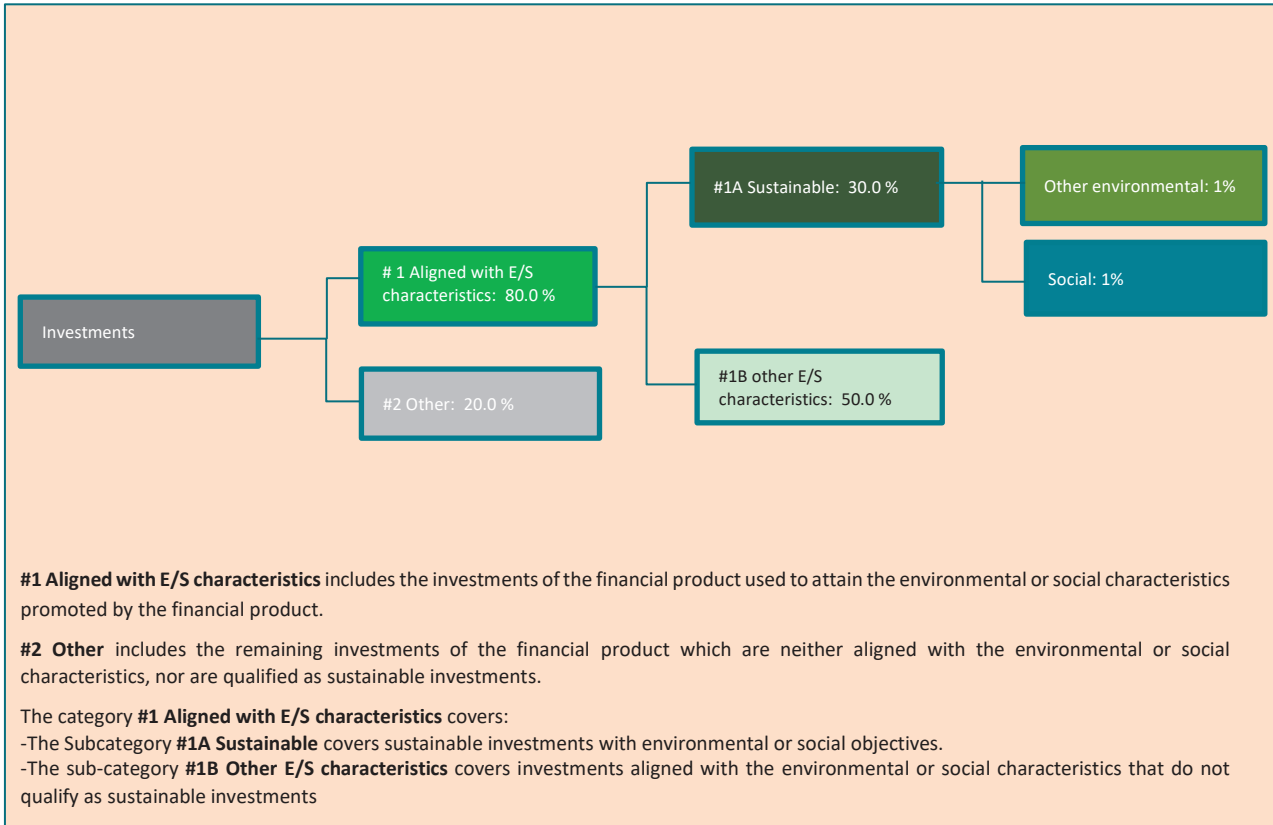 #1A Sustainable: 30.0 %
Other environmental: 1%
# 1 Aligned with E/S
characteristics: 80.0 %
Social: 1%
Investments
#2 Other: 20.0 %
#1B other E/S
characteristics: 50.0 %
#1 Aligned with E/S characteristics includes the investments of the financial product used to attain the environmental or social characteristics
promoted by the financial product.
#2 Other includes the remaining investments of the financial product which are neither aligned with the environmental or social
characteristics, nor are qualified as sustainable investments.
The category #1 Aligned with E/S characteristics covers:
-The Subcategory #1A Sustainable covers sustainable investments with environmental or social objectives.
-The sub-category #1B Other E/S characteristics covers investments aligned with the environmental or social characteristics that do not
qualify as sustainable investments